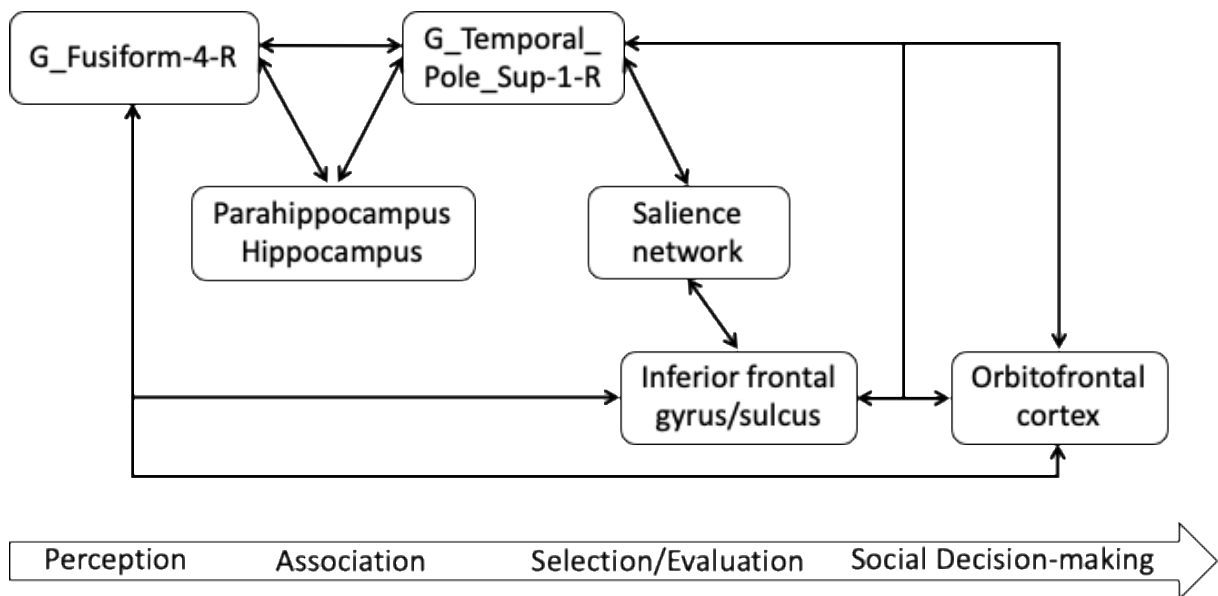 G_Fusiform-4-R
G_Temporal_
Pole_Sup-1-R
Parahippocampus
Hippocampus
Salience
network
Inferior frontal
gyrus/sulcus
Orbitofrontal
cortex
Perception
Association
Selection/Evaluation
Social Decision-making